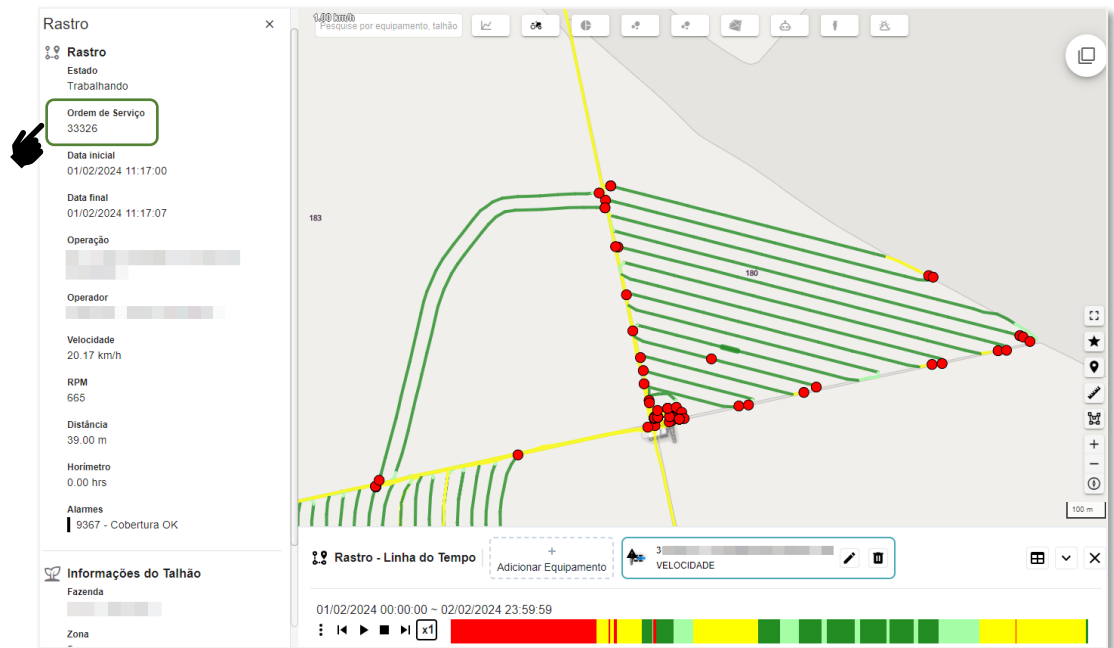 Rastro
×
Rastro
Estado
Trabalhando
Ordem de Serviço
33326
Data inicial
01/02/2024 11:17:00
Data final
01/02/2024 11:17:07
Operação
Operador
Velocidade
20.17 km/h
RPM
665
Distância
39.00 m
Horímetro
0.00 hrs
Alarmes
9367 - Cobertura OK
Informações do Talhão
Fazenda
Zona
1.00 km/h
Pesquise por equipamento, talhão
183
180
+
−
100 m
Rastro - Linha do Tempo
+
Adicionar Equipamento
3
VELOCIDADE
01/02/2024 00:00:00 ~ 02/02/2024 23:59:59
x1